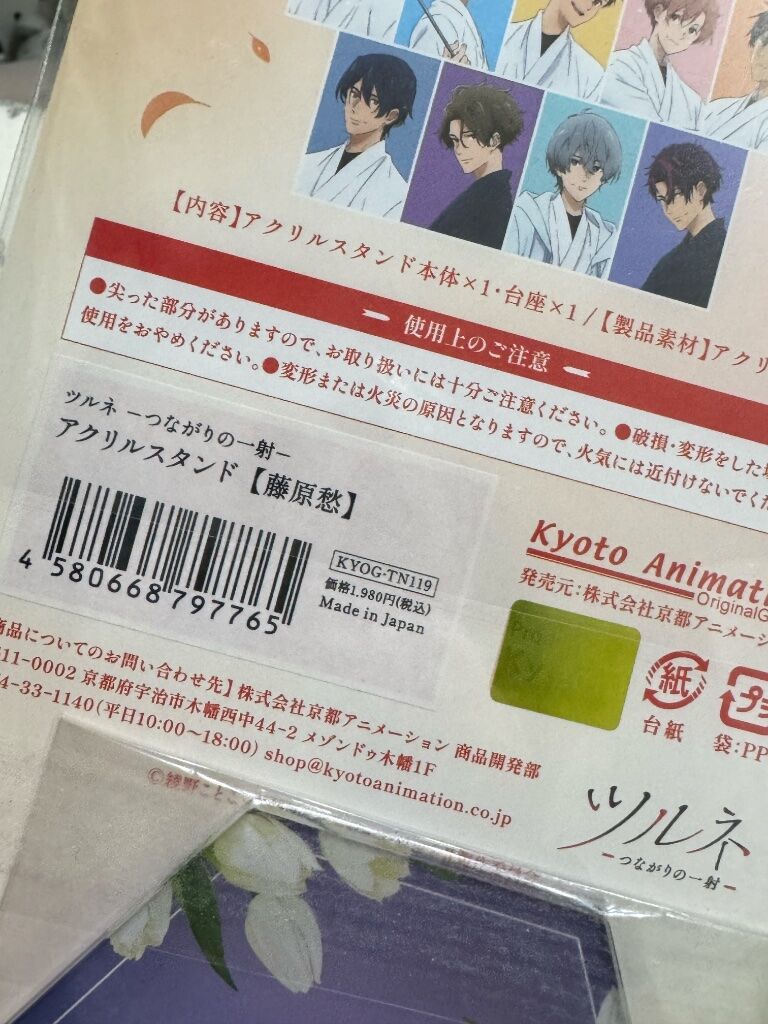 【内容】アクリルスタンド本体×1・台座×1/【製品素材】アクリ
使用上のご注意
●尖った部分がありますので、お取り扱いには十分ご注意ください。●破損・変形をした
使用をおやめください。●変形または火災の原因となりますので、火気には近付けないでくだ
ツルネ ―つながりの一射―
アクリルスタンド【藤原愁】
4 580668 797765
KYOG-TN119
価格1,980円(税込)
Made in Japan
Kyoto Animati
OriginalG
発売元:株式会社京都アニメーショ
紙
台紙
プラ
袋:PP
商品についてのお問い合わせ先】株式会社京都アニメーション 商品開発部
611-0002 京都府宇治市木幡西中44-2 メゾンドゥ木幡1F
4-33-1140(平日10:00〜18:00) shop@kyotoanimation.co.jp
©綾野こと
ツルネ
―つながりの一射―